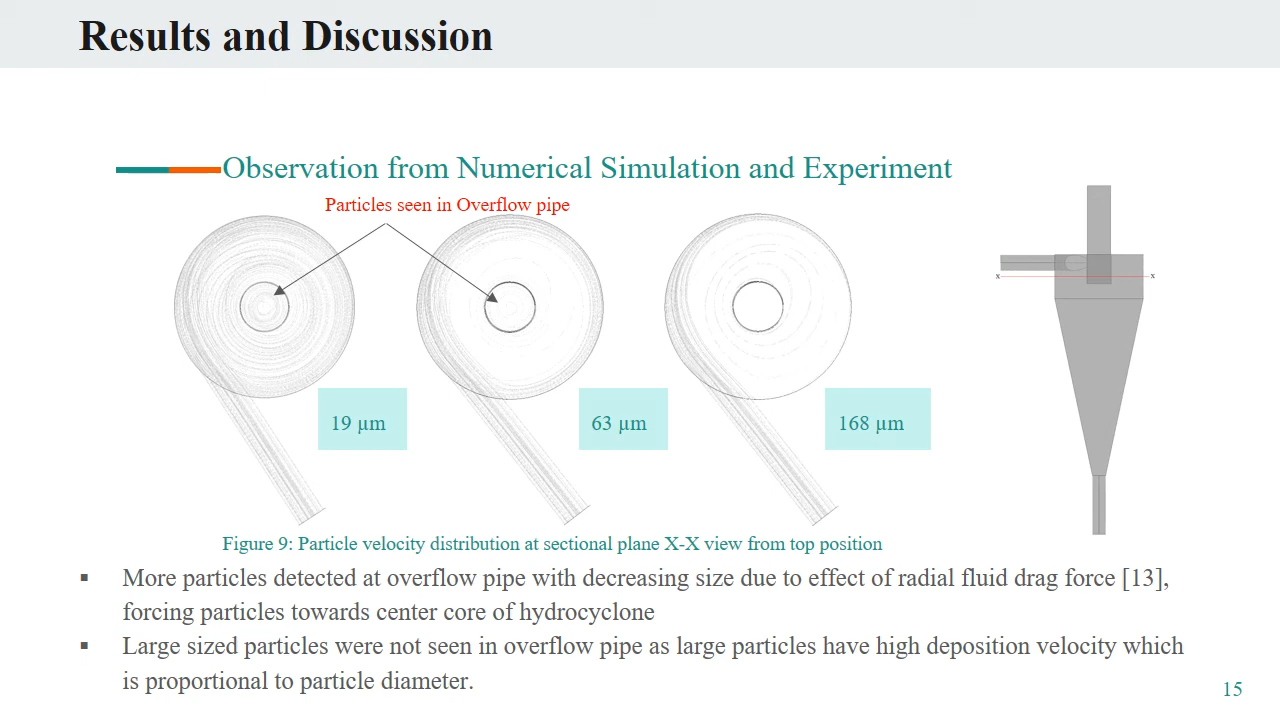 Results and Discussion
Observation from Numerical Simulation and Experiment
Particles seen in Overflow pipe
x x
19 µm
63 µm
168 µm
Figure 9: Particle velocity distribution at sectional plane X-X view from top position
▪ More particles detected at overflow pipe with decreasing size due to effect of radial fluid drag force [13],
forcing particles towards center core of hydrocyclone
▪ Large sized particles were not seen in overflow pipe as large particles have high deposition velocity which
is proportional to particle diameter.
15